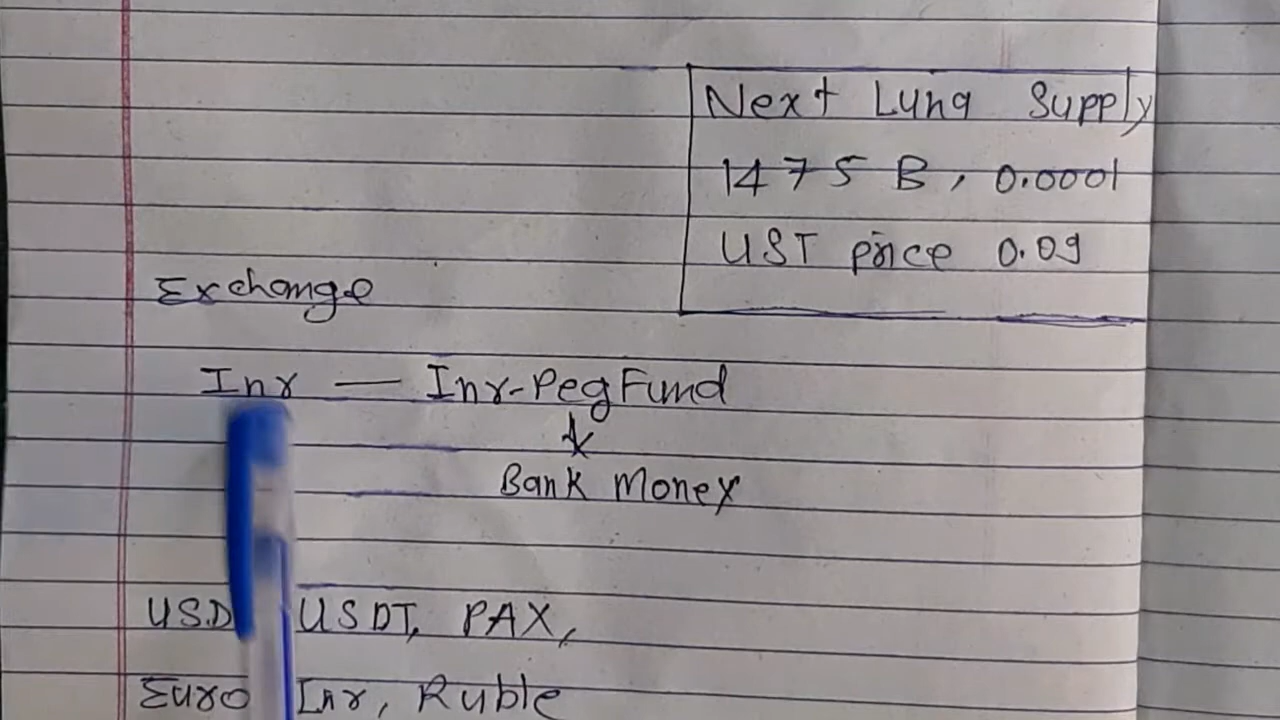 Next Luna Supply
1475 B, 0.0001
UST price 0.09
Exchange
Inr — Inr-Peg Fund
Bank Money
USD USDT, PAX,
Euro Inr, Ruble